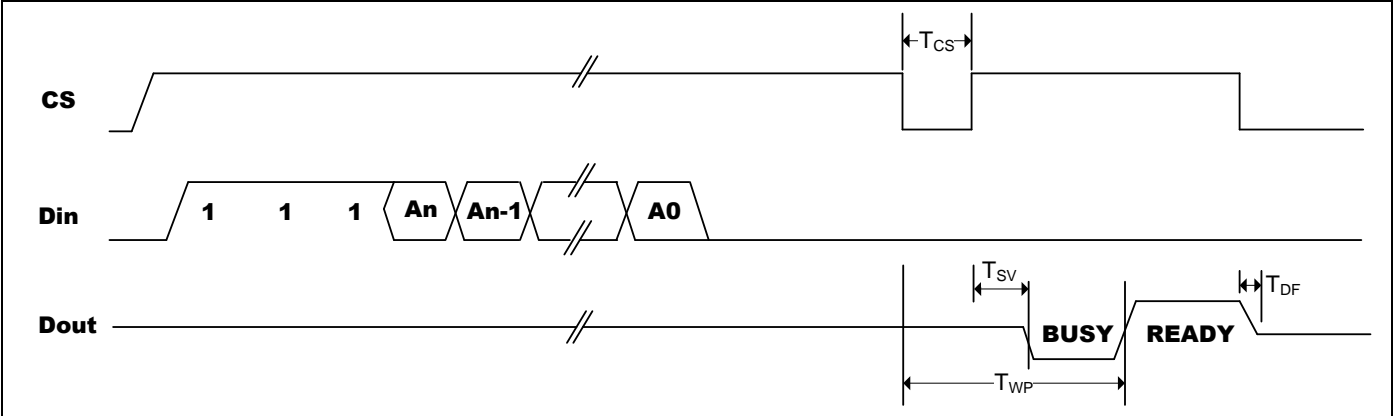 TCS
CS
Din 1 1 1 An An-1 A0
TSV
TDF
Dout BUSY READY
TWP